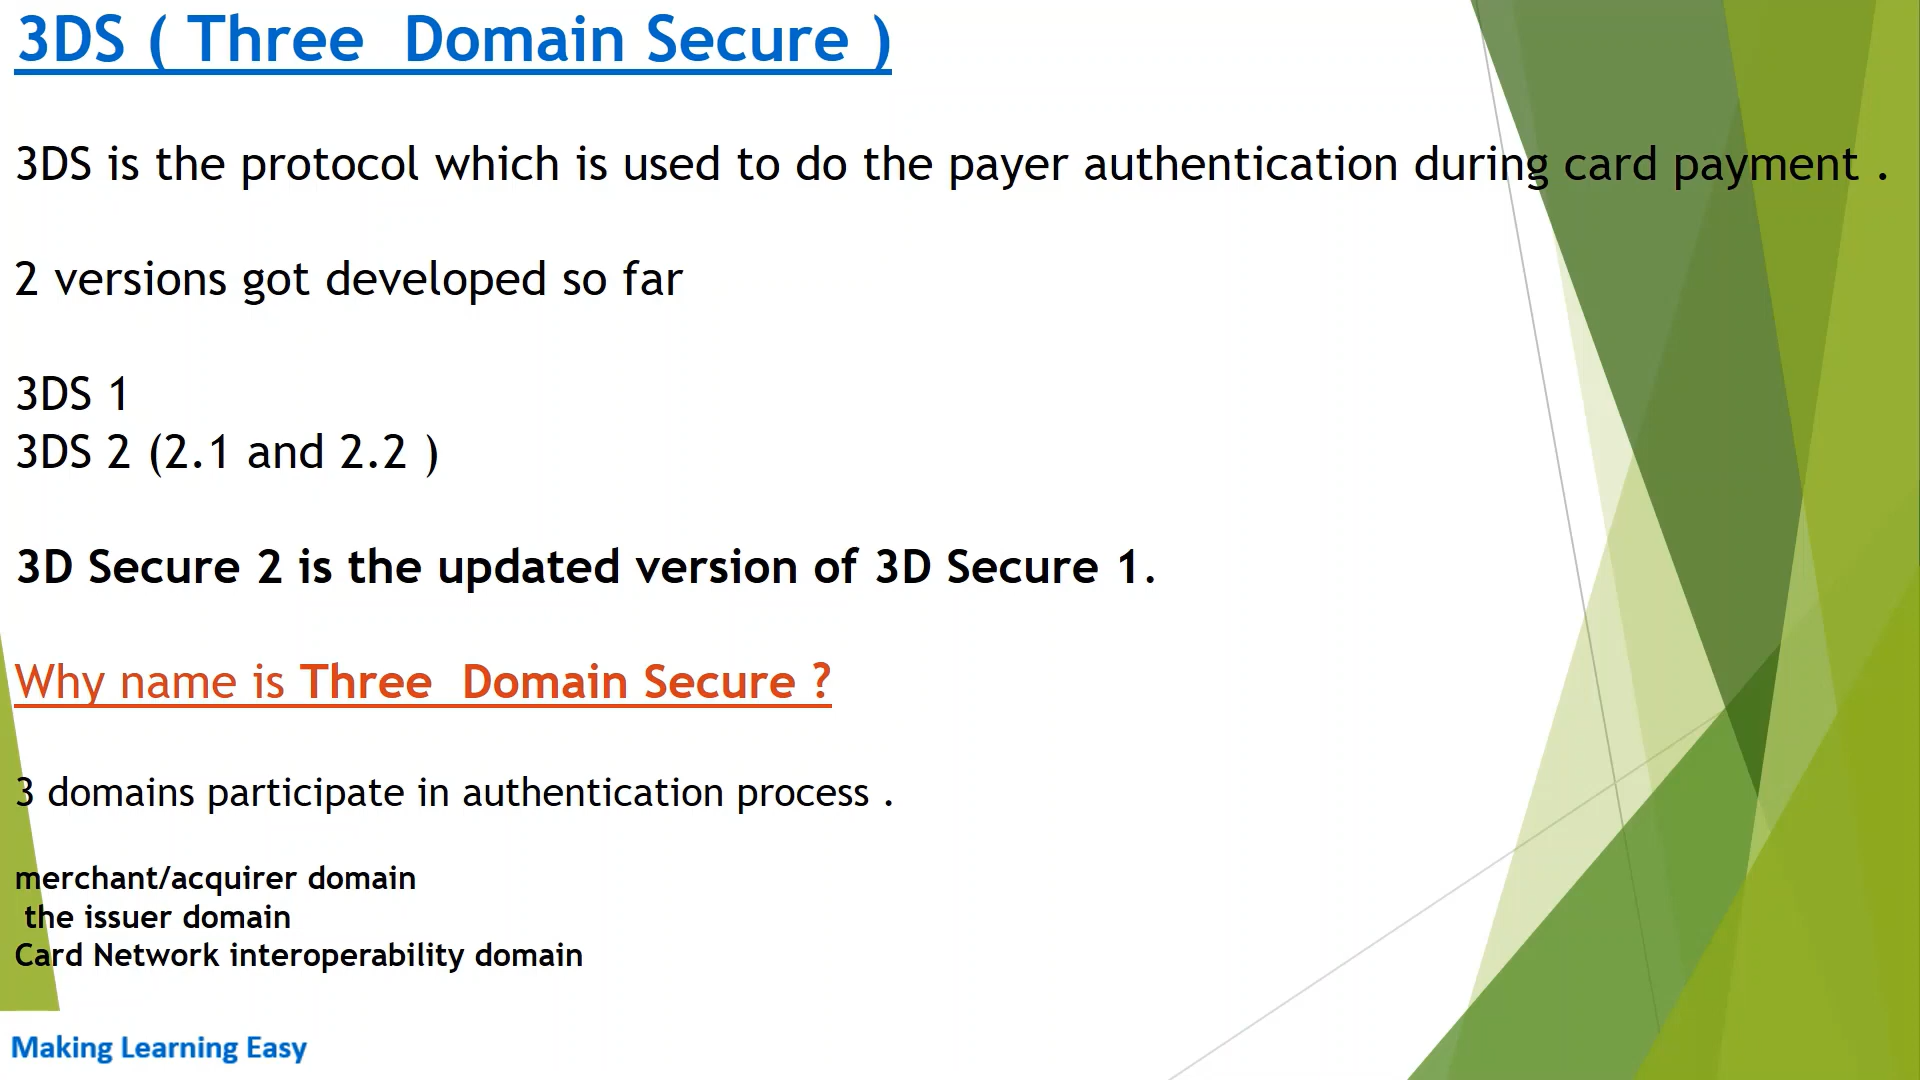 3DS ( Three  Domain Secure )
3DS is the protocol which is used to do the payer authentication during card payment .
2 versions got developed so far
3DS 1
3DS 2 (2.1 and 2.2 )
3D Secure 2 is the updated version of 3D Secure 1.
Why name is Three  Domain Secure ?
3 domains participate in authentication process .
merchant/acquirer domain
the issuer domain
Card Network interoperability domain
Making Learning Easy